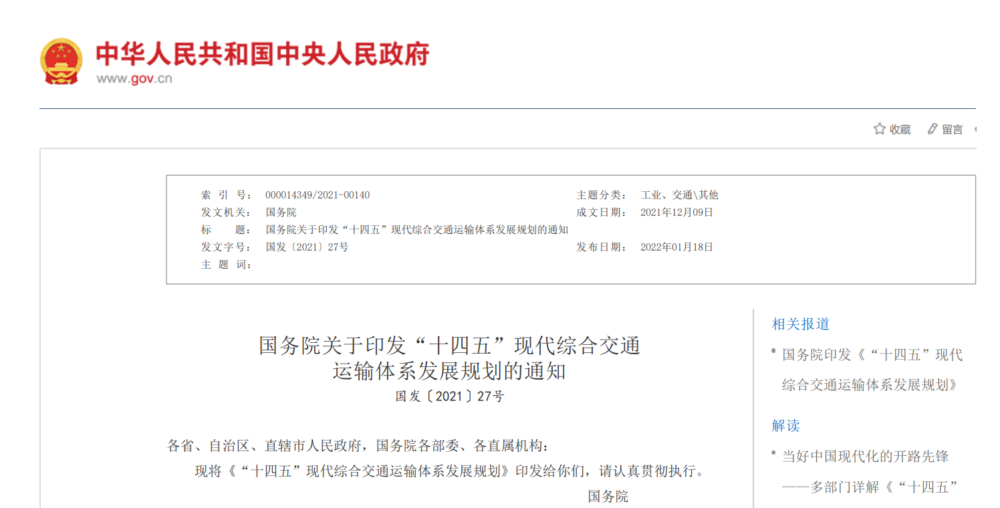 中华人民共和国中央人民政府
www.gov.cn
收藏 留言
索 引 号： 000014349/2021-00140 主题分类： 工业、交通\其他
发文机关： 国务院 成文日期： 2021年12月09日
标 题： 国务院关于印发“十四五”现代综合交通运输体系发展规划的通知
发文字号： 国发〔2021〕27号 发布日期： 2022年01月18日
主 题 词：
国务院关于印发“十四五”现代综合交通
运输体系发展规划的通知
国发〔2021〕27号
各省、自治区、直辖市人民政府，国务院各部委、各直属机构：
现将《“十四五”现代综合交通运输体系发展规划》印发给你们，请认真贯彻执行。
国务院
相关报道
国务院印发《“十四五”现代
综合交通运输体系发展规划》
解读
当好中国现代化的开路先锋
——多部门详解《“十四五”